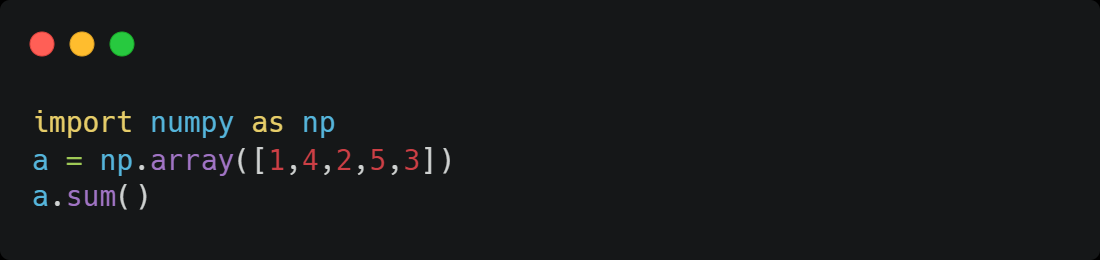 import numpy as np
a = np.array([1,4,2,5,3])
a.sum()